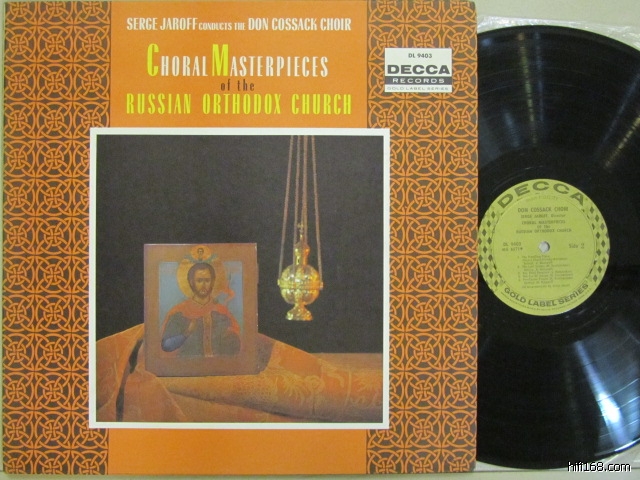 SERGE JAROFF CONDUCTS THE DON COSSACK CHOIR
CHORAL MASTERPIECES
of the
RUSSIAN ORTHODOX CHURCH
DL 9403
DECCA
RECORDS
GOLD LABEL SERIES
DECCA
DON COSSACK CHOIR
SERGE JAROFF, Director
CHORAL MASTERPIECES
OF THE
RUSSIAN ORTHODOX CHURCH
DL 9403
Side 2
GOLD LABEL SERIES
hifi168.com